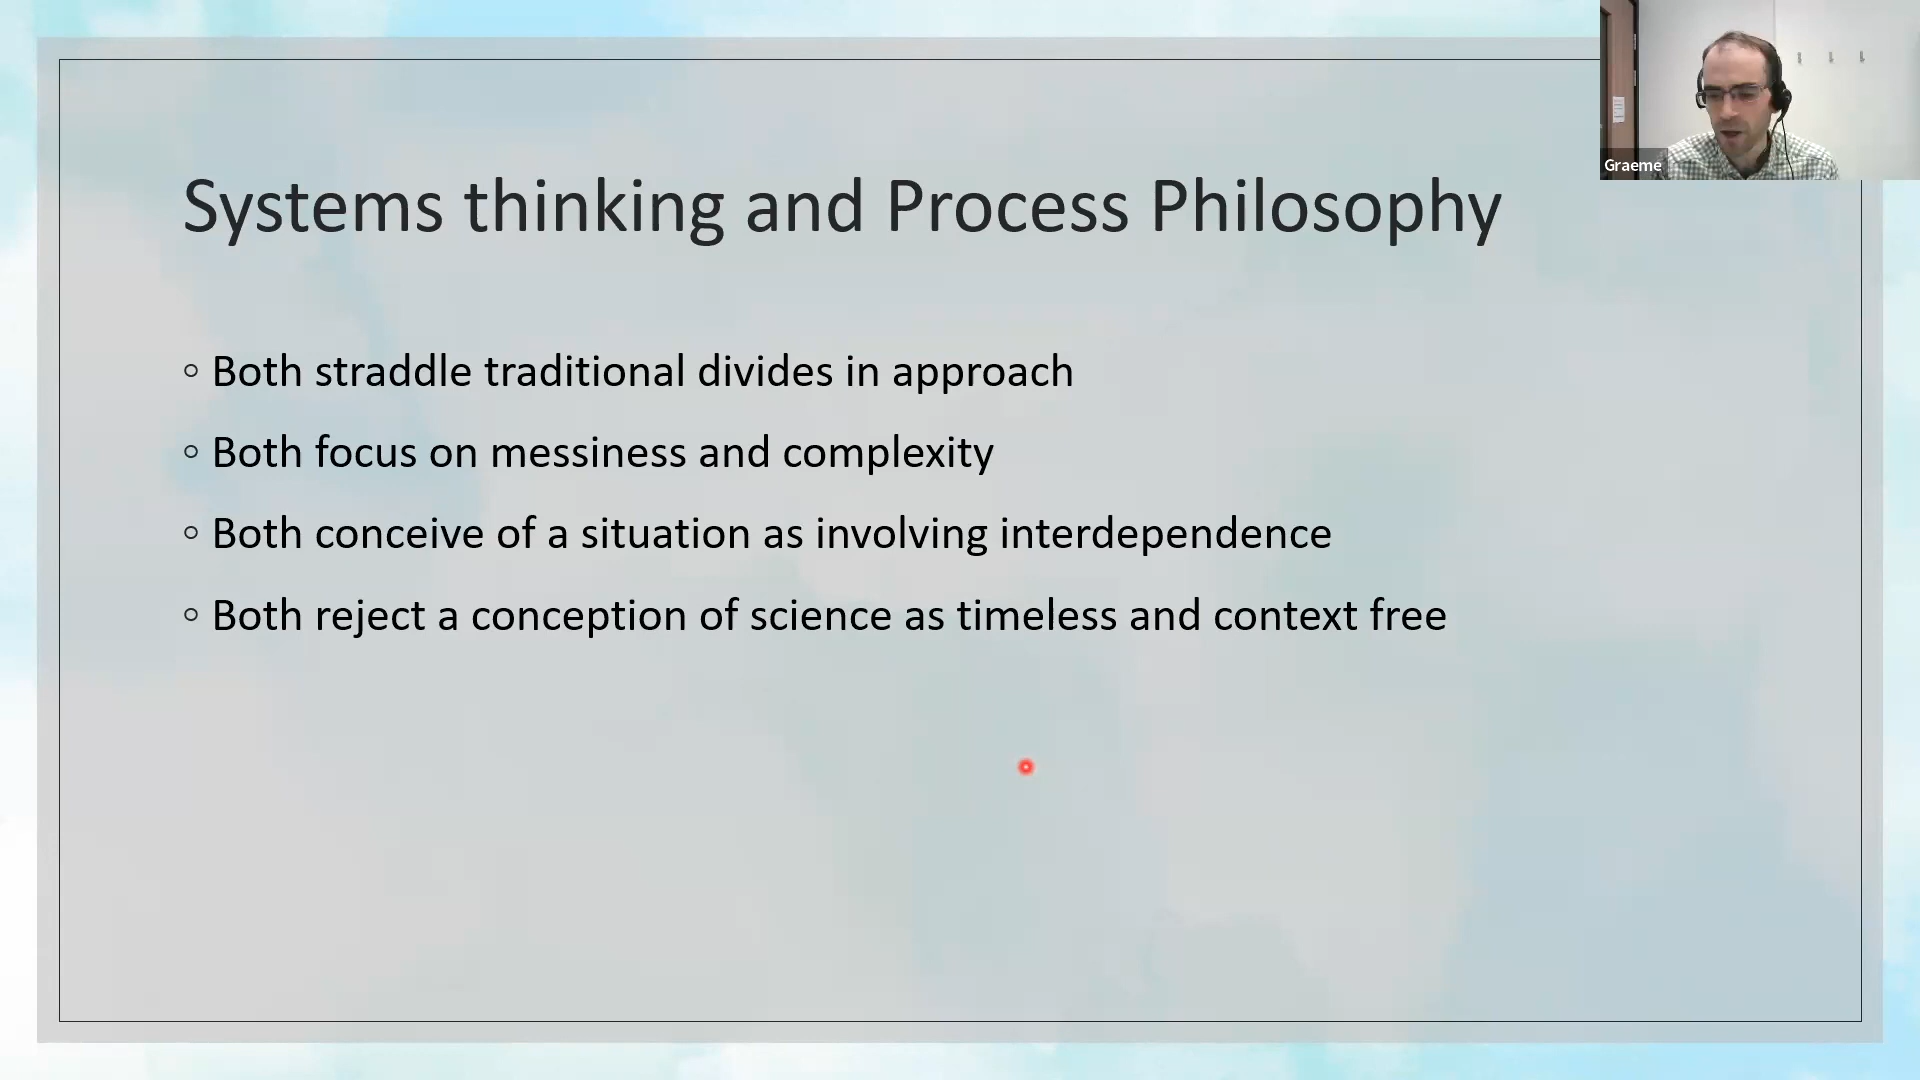 Graeme
Systems thinking and Process Philosophy
◦ Both straddle traditional divides in approach
◦ Both focus on messiness and complexity
◦ Both conceive of a situation as involving interdependence
◦ Both reject a conception of science as timeless and context free